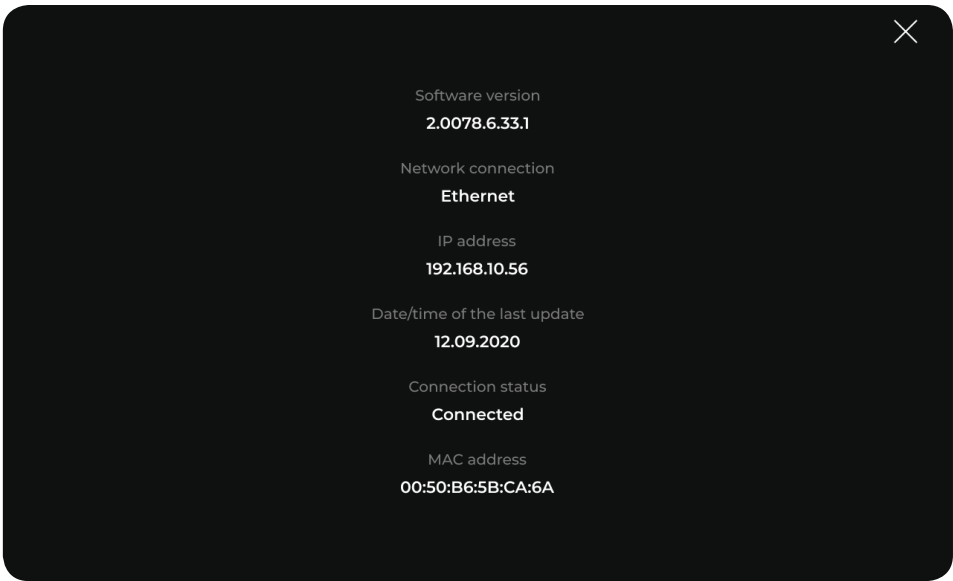 Software version
2.0078.6.33.1
Network connection
Ethernet
IP address
192.168.10.56
Date/time of the last update
12.09.2020
Connection status
Connected
MAC address
00:50:B6:5B:CA:6A